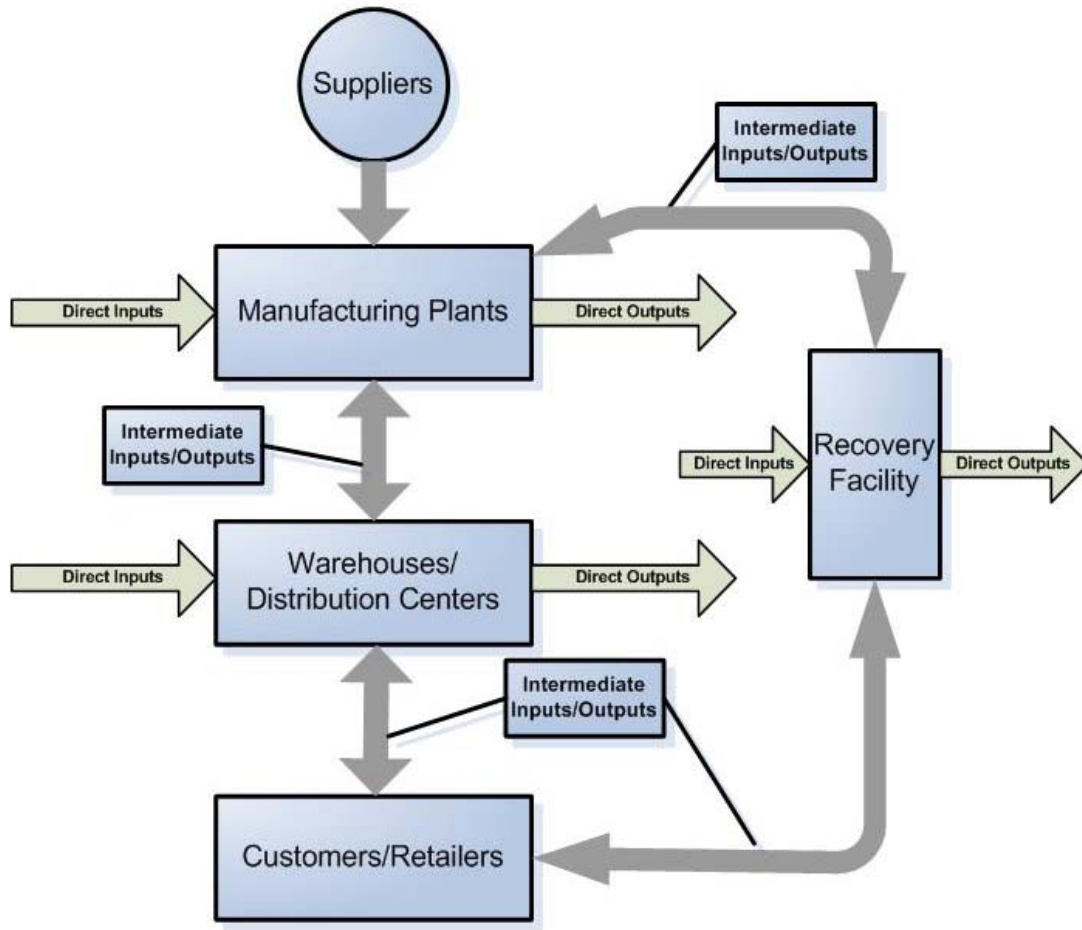 Suppliers
Intermediate
Inputs/Outputs
Direct Inputs
Manufacturing Plants
Direct Outputs
Intermediate
Inputs/Outputs
Direct Inputs
Recovery
Facility
Direct Outputs
Direct Inputs
Warehouses/
Distribution Centers
Direct Outputs
Intermediate
Inputs/Outputs
Customers/Retailers